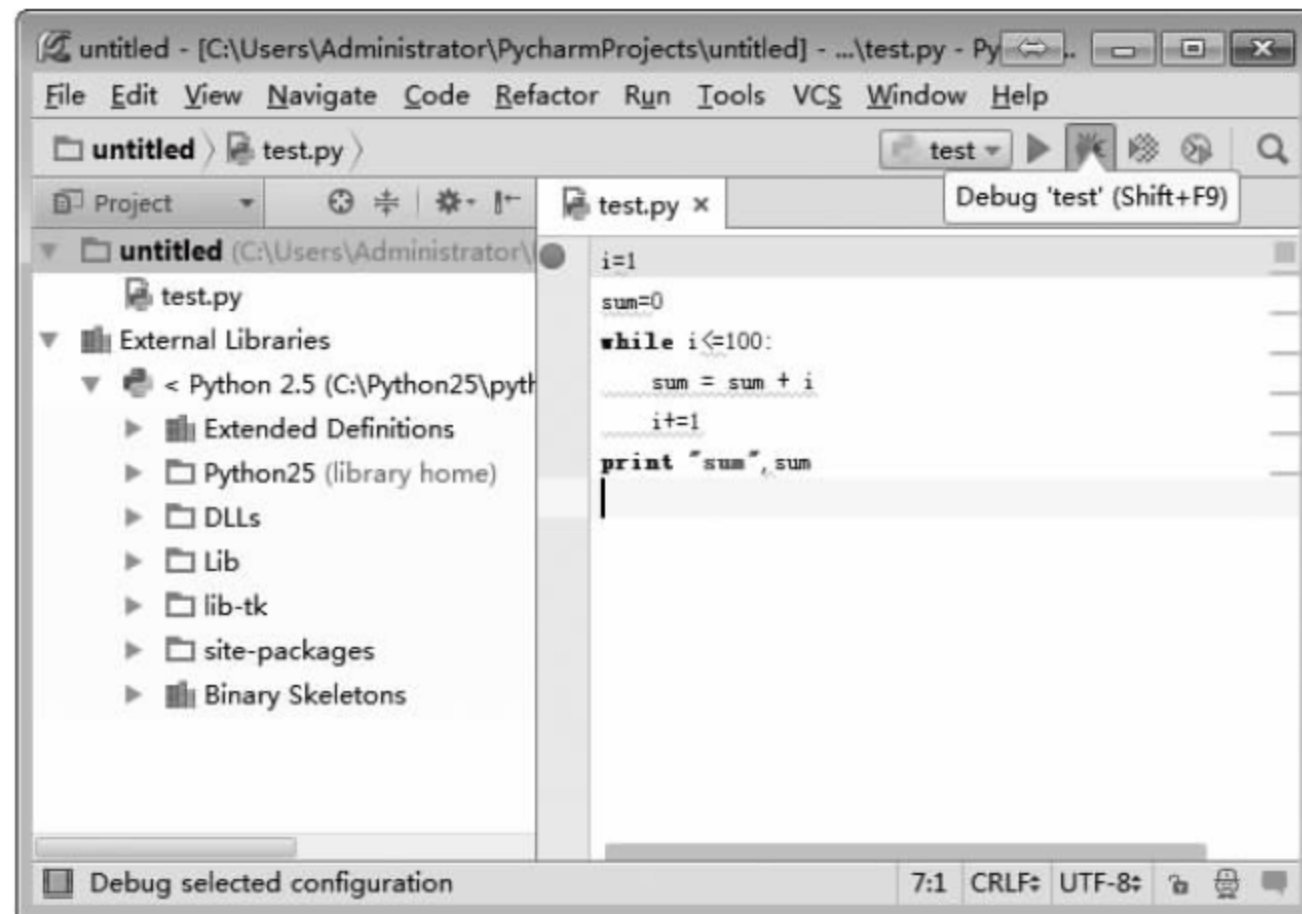 untitled - [C:\Users\Administrator\PycharmProjects\untitled] - ...\test.py - Py
File Edit View Navigate Code Refactor Run Tools VCS Window Help
untitled test.py
test
Debug 'test' (Shift+F9)
Project
test.py ×
untitled (C:\Users\Administrator\
test.py
External Libraries
< Python 2.5 (C:\Python25\pyth
Extended Definitions
Python25 (library home)
DLLs
Lib
lib-tk
site-packages
Binary Skeletons
i=1
sum=0
while i<=100:
    sum = sum + i
    i+=1
print "sum",sum
Debug selected configuration
7:1 CRLF UTF-8